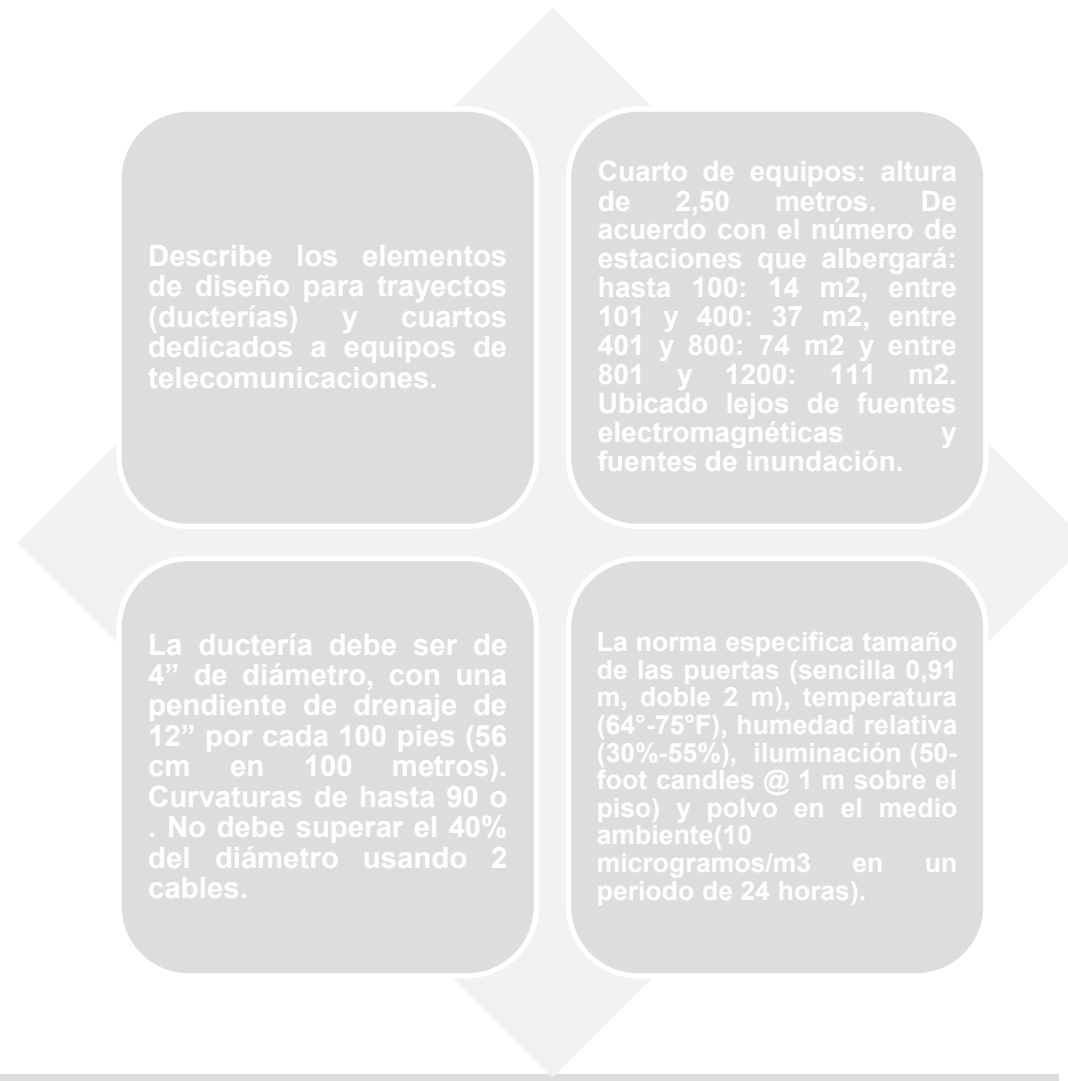 Describe los elementos
de diseño para trayectos
(ducterías) y cuartos
dedicados a equipos de
telecomunicaciones.
Cuarto de equipos: altura
de 2,50 metros. De
acuerdo con el número de
estaciones que albergará:
hasta 100: 14 m2, entre
101 y 400: 37 m2, entre
401 y 800: 74 m2 y entre
801 y 1200: 111 m2.
Ubicado lejos de fuentes
electromagnéticas y
fuentes de inundación.
La ductería debe ser de
4” de diámetro, con una
pendiente de drenaje de
12” por cada 100 pies (56
cm en 100 metros).
Curvaturas de hasta 90 o
. No debe superar el 40%
del diámetro usando 2
cables.
La norma especifica tamaño
de las puertas (sencilla 0,91
m, doble 2 m), temperatura
(64°-75°F), humedad relativa
(30%-55%), iluminación (50-
foot candles @ 1 m sobre el
piso) y polvo en el medio
ambiente(10
microgramos/m3 en un
periodo de 24 horas).